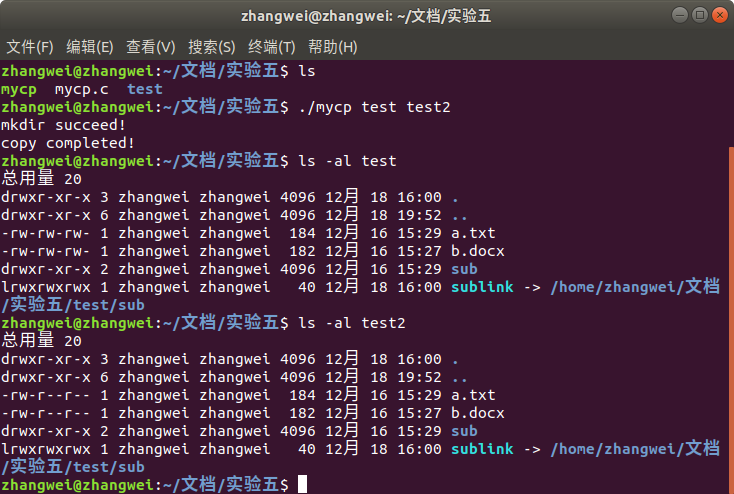 zhangwei@zhangwei: ~/文档/实验五
文件(F) 编辑(E) 查看(V) 搜索(S) 终端(T) 帮助(H)
zhangwei@zhangwei:~/文档/实验五$ ls
mycp  mycp.c  test
zhangwei@zhangwei:~/文档/实验五$ ./mycp test test2
mkdir succeed!
copy completed!
zhangwei@zhangwei:~/文档/实验五$ ls -al test
总用量 20
drwxr-xr-x 3 zhangwei zhangwei 4096 12月 18 16:00 .
drwxr-xr-x 6 zhangwei zhangwei 4096 12月 18 19:52 ..
-rw-rw-rw- 1 zhangwei zhangwei  184 12月 16 15:29 a.txt
-rw-rw-rw- 1 zhangwei zhangwei  182 12月 16 15:27 b.docx
drwxr-xr-x 2 zhangwei zhangwei 4096 12月 16 15:29 sub
lrwxrwxrwx 1 zhangwei zhangwei   40 12月 18 16:00 sublink -> /home/zhangwei/文档
/实验五/test/sub
zhangwei@zhangwei:~/文档/实验五$ ls -al test2
总用量 20
drwxr-xr-x 3 zhangwei zhangwei 4096 12月 18 16:00 .
drwxr-xr-x 6 zhangwei zhangwei 4096 12月 18 19:52 ..
-rw-r--r-- 1 zhangwei zhangwei  184 12月 16 15:29 a.txt
-rw-r--r-- 1 zhangwei zhangwei  182 12月 16 15:27 b.docx
drwxr-xr-x 2 zhangwei zhangwei 4096 12月 16 15:29 sub
lrwxrwxrwx 1 zhangwei zhangwei   40 12月 18 16:00 sublink -> /home/zhangwei/文档
/实验五/test/sub
zhangwei@zhangwei:~/文档/实验五$